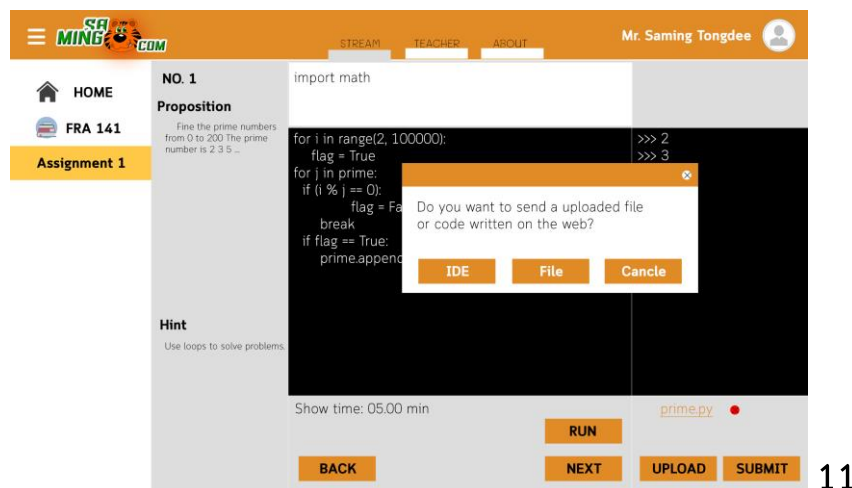 SA
MING
.COM
STREAM TEACHER ABOUT
Mr. Saming Tongdee
HOME
FRA 141
Assignment 1
NO. 1
Proposition
Fine the prime numbers
from 0 to 200 The prime
number is 2 3 5 ...
Hint
Use loops to solve problems.
import math
for i in range(2, 100000):
flag = True
for j in prime:
if (i % j == 0):
flag = Fa
break
if flag == True:
prime.append
>>> 2
>>> 3
Do you want to send a uploaded file
or code written on the web?
IDE File Cancle
Show time: 05.00 min
prime.py
RUN
BACK NEXT UPLOAD SUBMIT
11